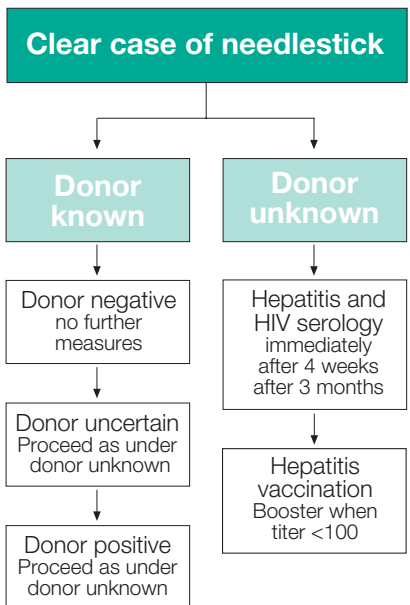 Clear case of needlestick
Donor
known
Donor negative
no further
measures
Donor uncertain
Proceed as under
donor unknown
Donor positive
Proceed as under
donor unknown
Donor
unknown
Hepatitis and
HIV serology
immediately
after 4 weeks
after 3 months
Hepatitis
vaccination
Booster when
titer <100